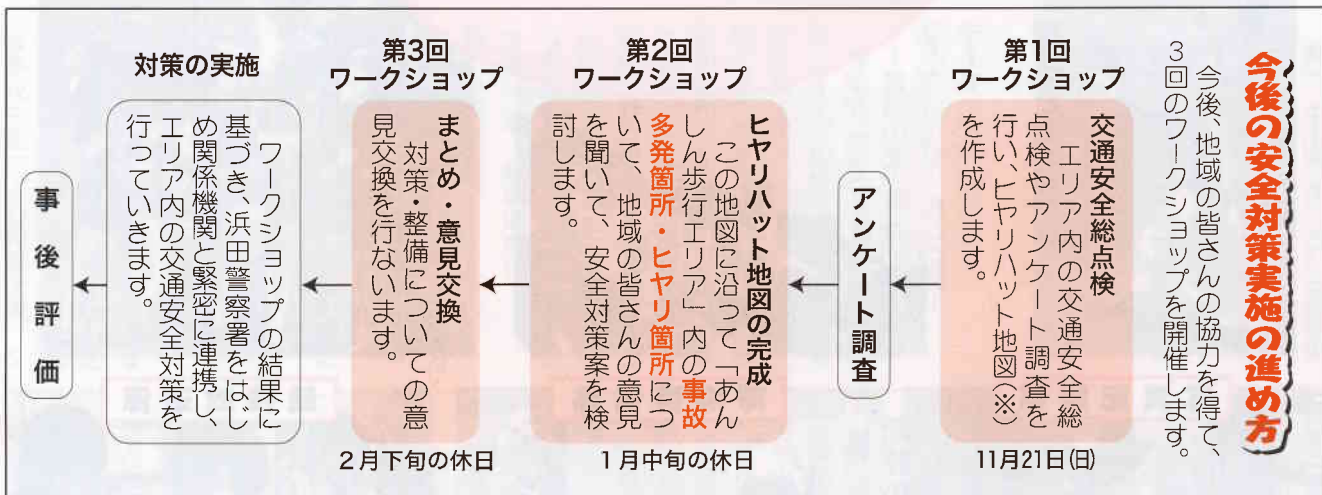 今後の安全対策実施の進め方
今後、地域の皆さんの協力を得て、
3回のワークショップを開催します。
第1回
ワークショップ
交通安全総点検
エリア内の交通安全総
点検やアンケート調査を
行い、ヒヤリハット地図(※)
を作成します。
11月21日(日)
アンケート調査
第2回
ワークショップ
ヒヤリハット地図の完成
この地図に沿って「あん
しん歩行エリア」内の事故
多発箇所・ヒヤリ箇所につ
いて、地域の皆さんの意見
を聞いて、安全対策案を検
討します。
1月中旬の休日
第3回
ワークショップ
まとめ・意見交換
対策・整備についての意
見交換を行ないます。
2月下旬の休日
対策の実施
ワークショップの結果に
基づき、浜田警察署をはじ
め関係機関と緊密に連携し、
エリア内の交通安全対策を
行っていきます。
事後評価